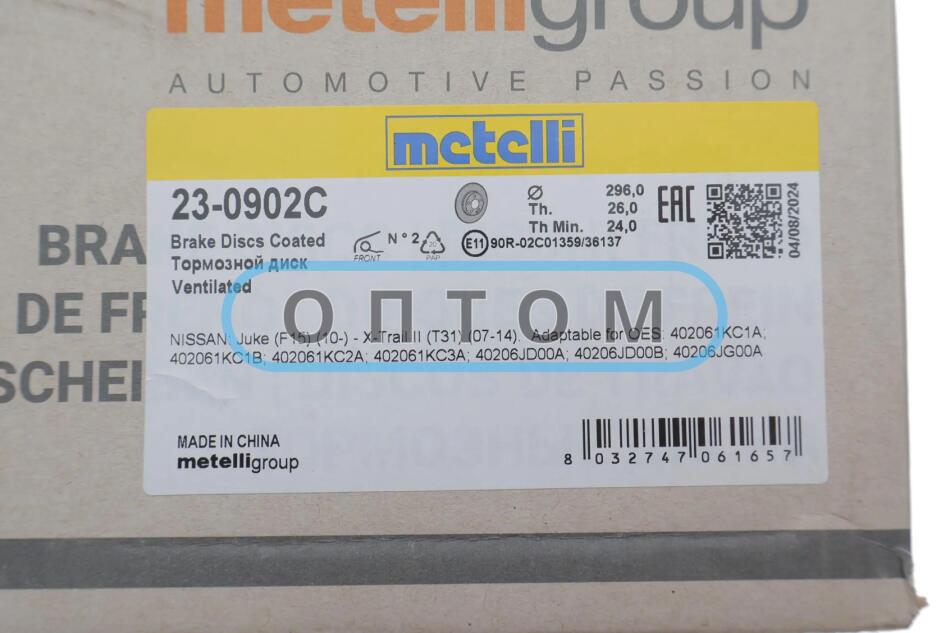 metelligroup
AUTOMOTIVE PASSION
metelli
23-0902C
Ø 296,0
Th. 26,0
Th Min. 24,0
EAC
04/08/2024
Brake Discs Coated
FRONT
N° 2
20
PAP
E11 90R-02C01359/36137
Тормозной диск
Ventilated
BRA
DE FR
SCHEI
ОПТОМ
NISSAN: Juke (F15) (10-) - X-Trail II (T31) (07-14). Adaptable for OES: 402061KC1A;
402061KC1B; 402061KC2A; 402061KC3A; 40206JD00A; 40206JD00B; 40206JG00A
MADE IN CHINA
metelligroup
8 032747 061657